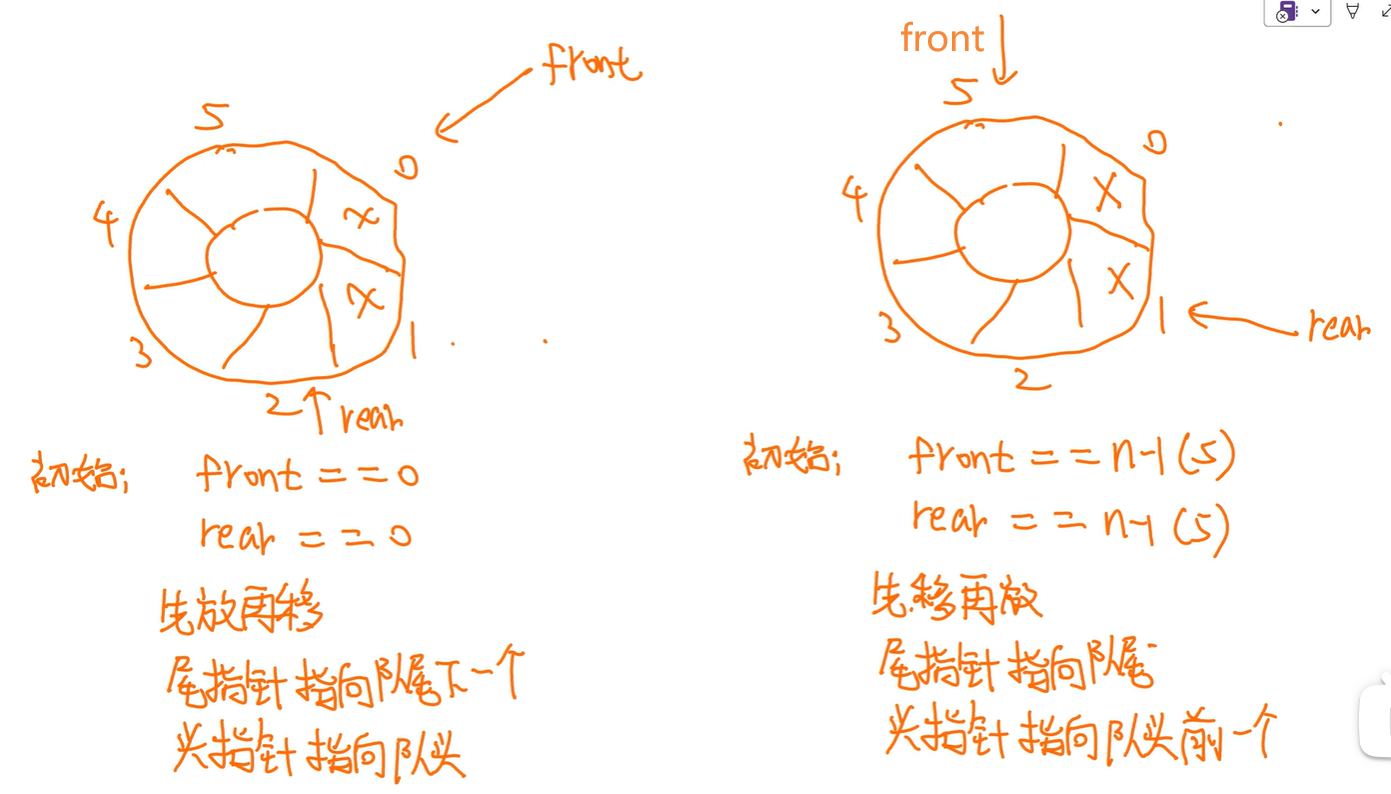 front
5
0
4
3
1
2
rear
初始;
front == 0
rear == 0
先放再移
尾指针指向队尾下一个
头指针指向队头
front
5
0
4
3
1
rear
2
初始;
front == n-1 (5)
rear == n-1 (5)
先移再放
尾指针指向队尾
头指针指向队头前一个